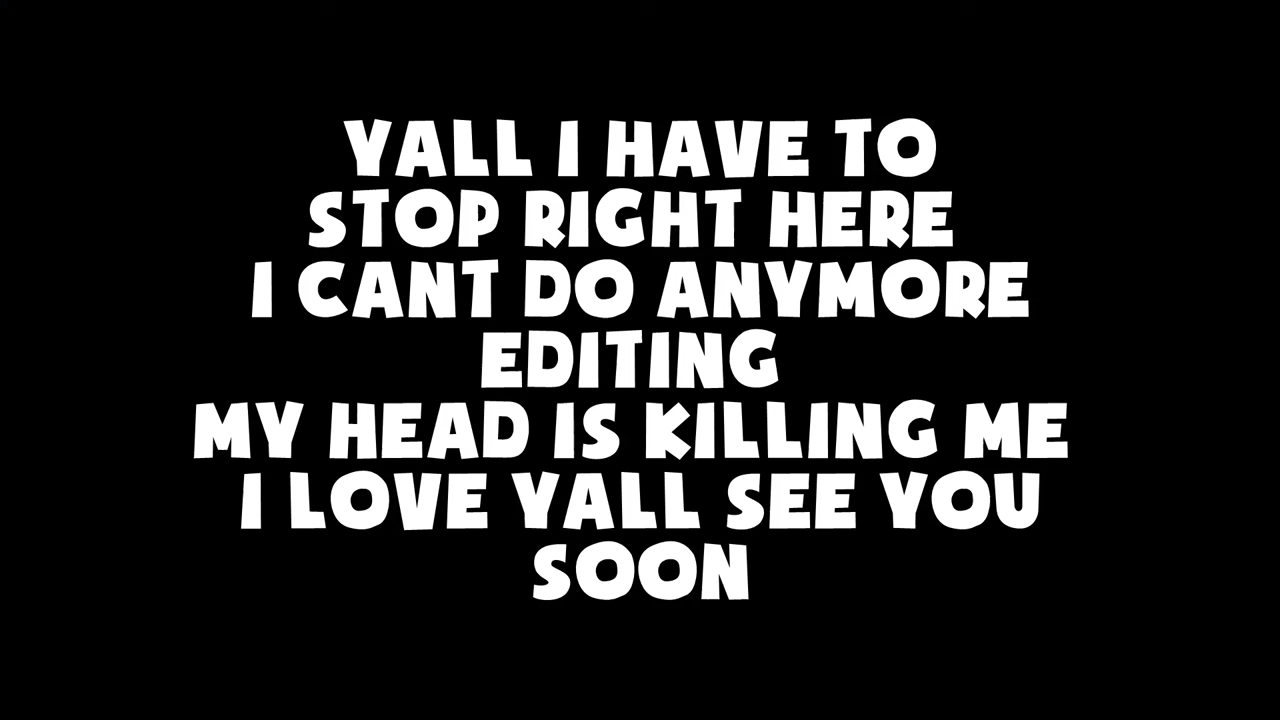 YALL I HAVE TO
STOP RIGHT HERE
I CANT DO ANYMORE
EDITING
MY HEAD IS KILLING ME
I LOVE YALL SEE YOU
SOON